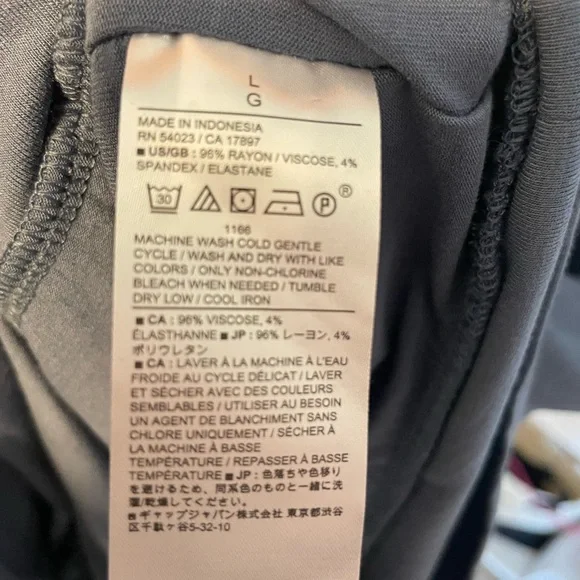 L
G
MADE IN INDONESIA
RN 54023 / CA 17897
■ US/GB : 96% RAYON / VISCOSE, 4%
SPANDEX / ELASTANE
30 P ®
1166
MACHINE WASH COLD GENTLE
CYCLE / WASH AND DRY WITH LIKE
COLORS / ONLY NON-CHLORINE
BLEACH WHEN NEEDED / TUMBLE
DRY LOW / COOL IRON
■ CA : 96% VISCOSE, 4%
ÉLASTHANNE ■ JP : 96% レーヨン, 4%
ポリウレタン
■ CA : LAVER À LA MACHINE À L'EAU
FROIDE AU CYCLE DÉLICAT / LAVER
ET SÉCHER AVEC DES COULEURS
SEMBLABLES / UTILISER AU BESOIN
UN AGENT DE BLANCHIMENT SANS
CHLORE UNIQUEMENT / SÉCHER À
LA MACHINE À BASSE
TEMPÉRATURE / REPASSER À BASSE
TEMPÉRATURE ■ JP : 色落ちや色移り
を避けるため、同系色のものと一緒に洗
濯/乾燥してください。
■ ギャップジャパン株式会社 東京都渋谷
区千駄ヶ谷5-32-10